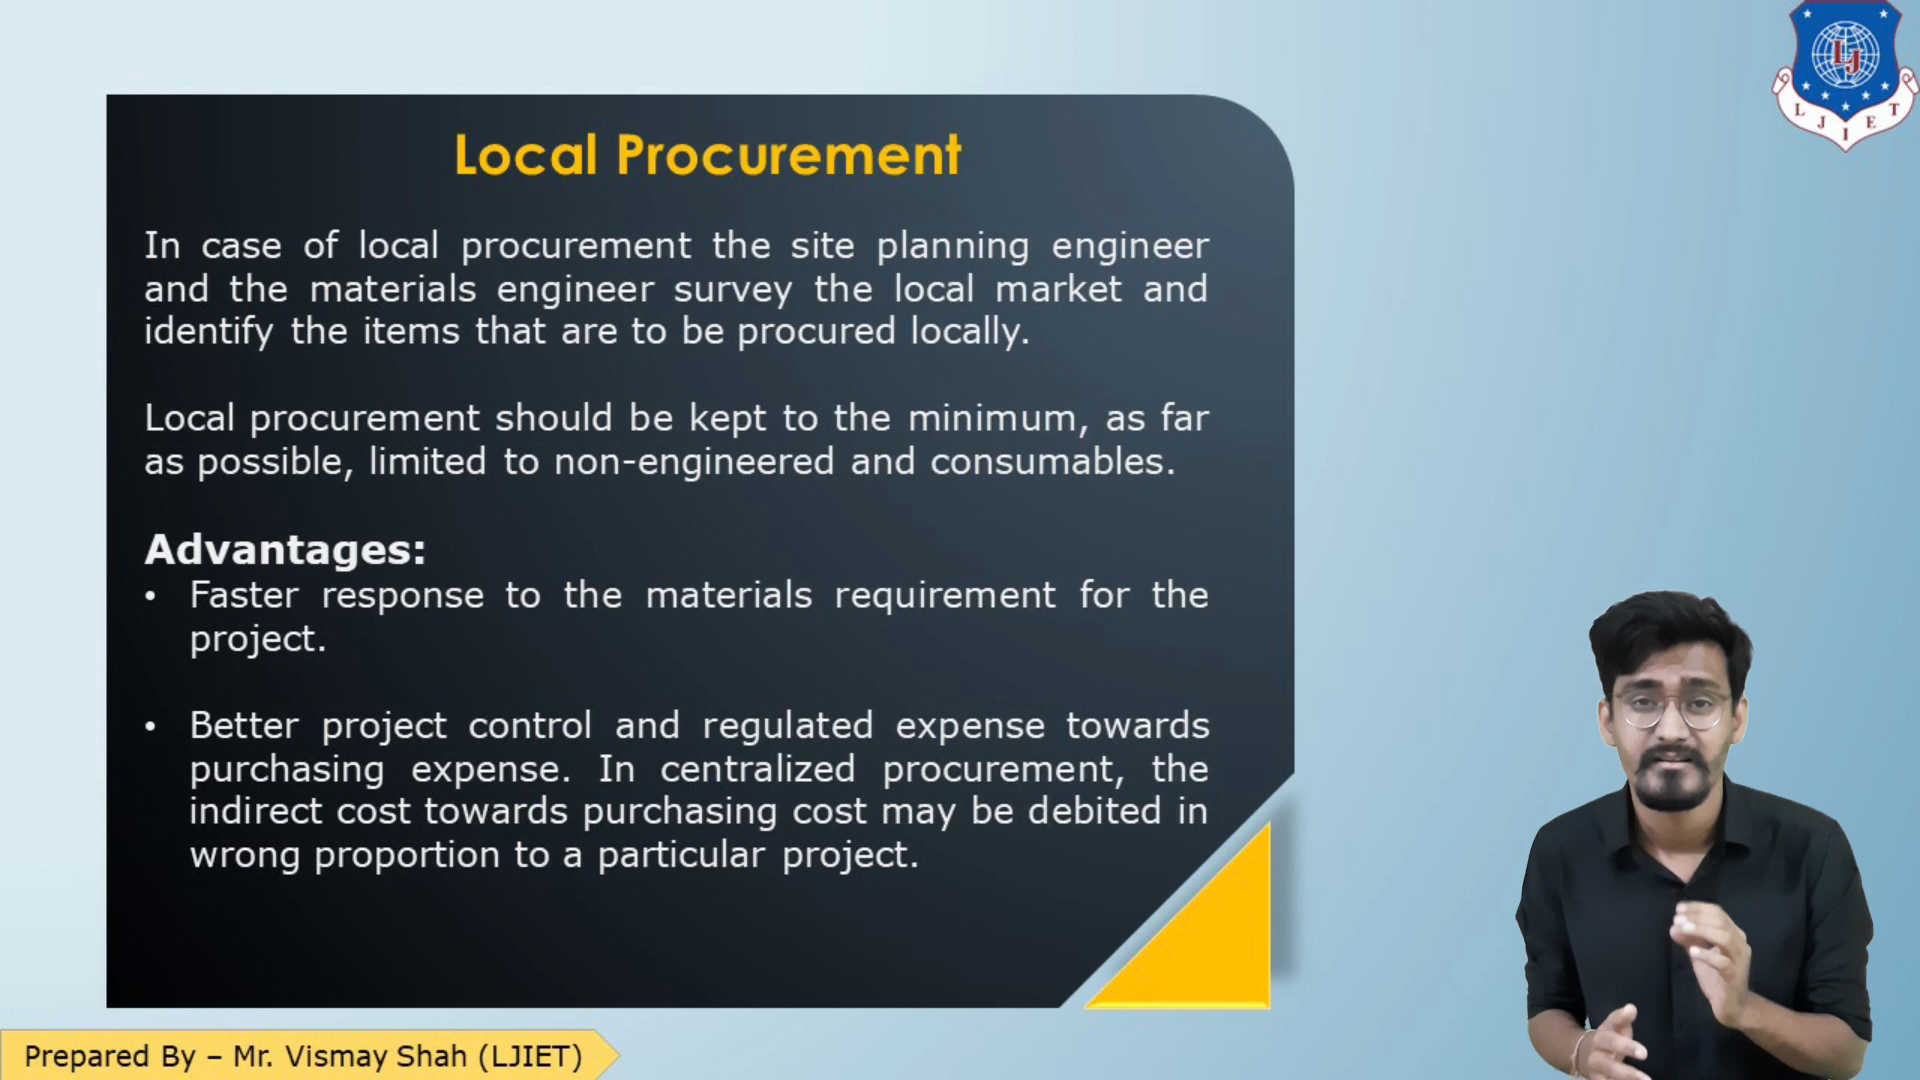 Local Procurement
In case of local procurement the site planning engineer
and the materials engineer survey the local market and
identify the items that are to be procured locally.
Local procurement should be kept to the minimum, as far
as possible, limited to non-engineered and consumables.
Advantages:
• Faster response to the materials requirement for the
project.
• Better project control and regulated expense towards
purchasing expense. In centralized procurement, the
indirect cost towards purchasing cost may be debited in
wrong proportion to a particular project.
Prepared By – Mr. Vismay Shah (LJIET)
LJ
L J I E T